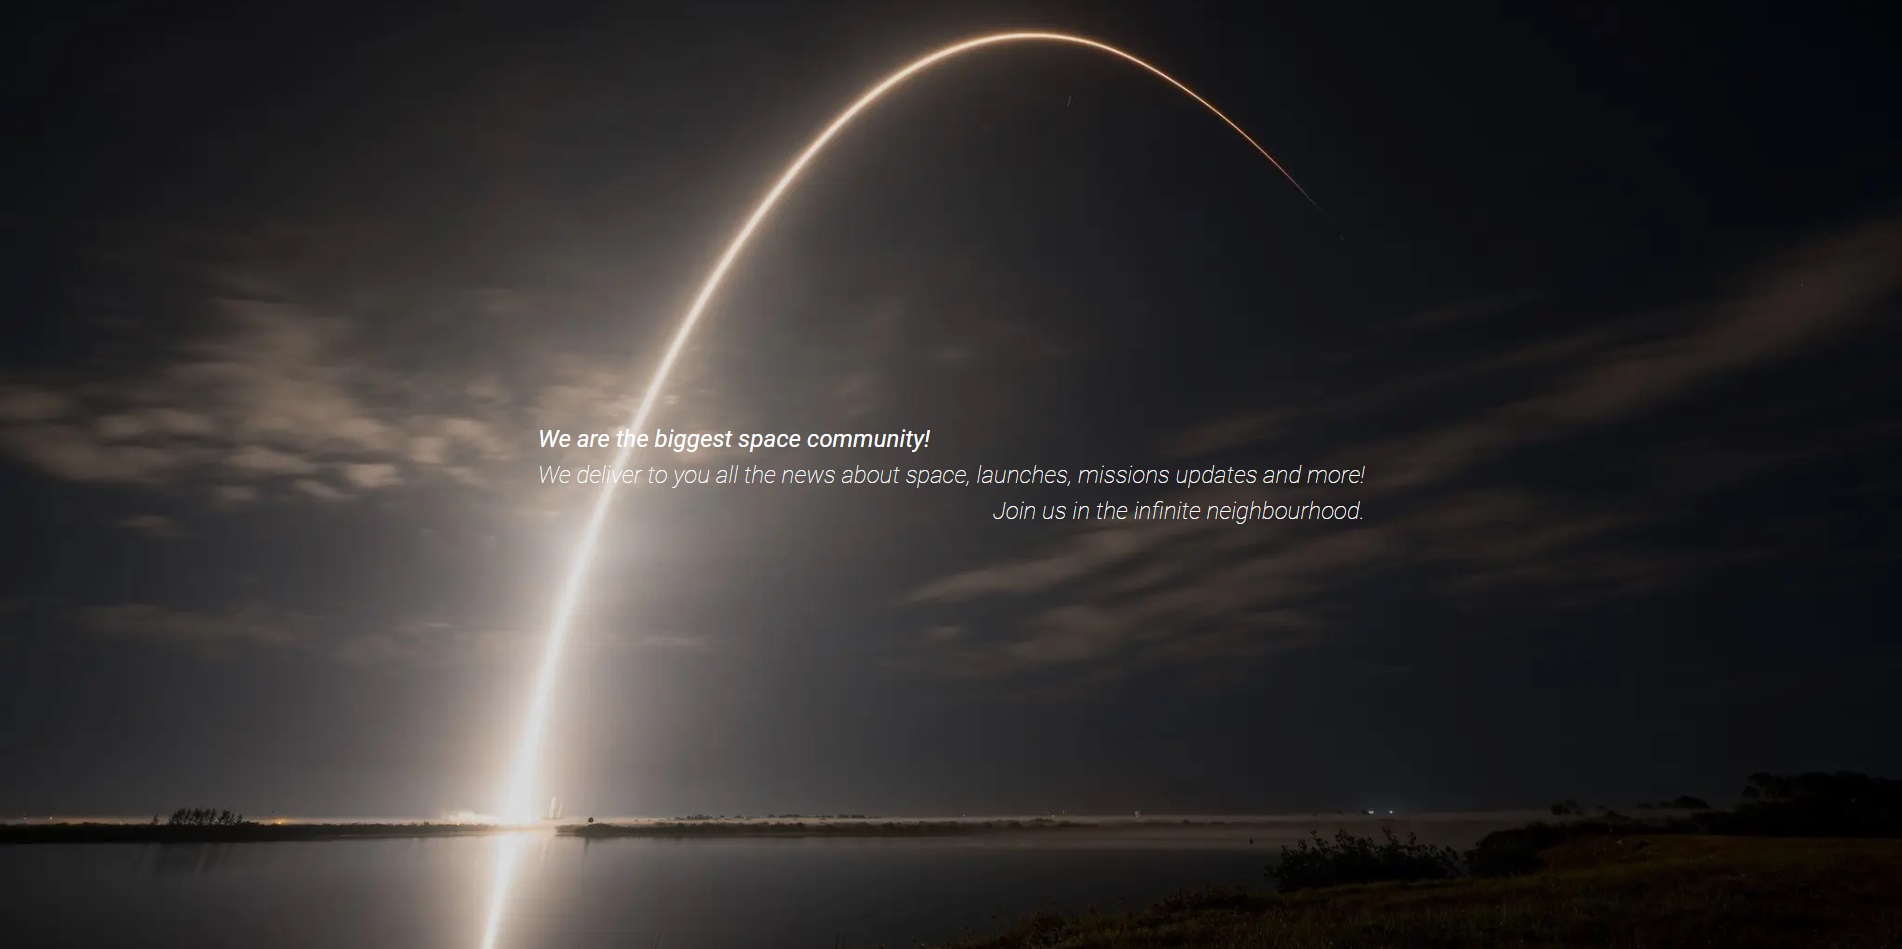 We are the biggest space community!
We deliver to you all the news about space, launches, missions updates and more!
Join us in the infinite neighbourhood.